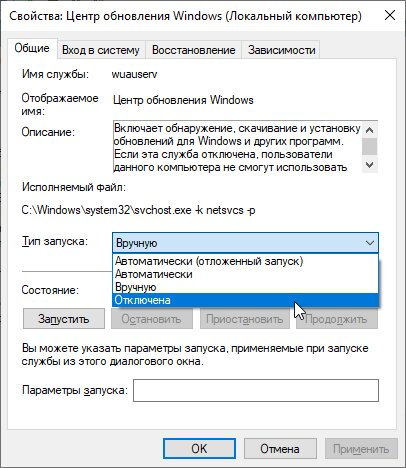 Свойства: Центр обновления Windows (Локальный компьютер)
Общие
Вход в систему
Восстановление
Зависимости
Имя службы: wuauserv
Отображаемое имя: Центр обновления Windows
Описание: Включает обнаружение, скачивание и установку
обновлений для Windows и других программ.
Если эта служба отключена, пользователи
данного компьютера не смогут использовать
Исполняемый файл:
C:\Windows\system32\svchost.exe -k netsvcs -p
Тип запуска: Вручную
Автоматически (отложенный запуск)
Автоматически
Вручную
Отключена
Состояние:
Запустить
Остановить
Приостановить
Продолжить
Вы можете указать параметры запуска, применяемые при запуске
службы из этого диалогового окна.
Параметры запуска:
OK
Отмена
Применить